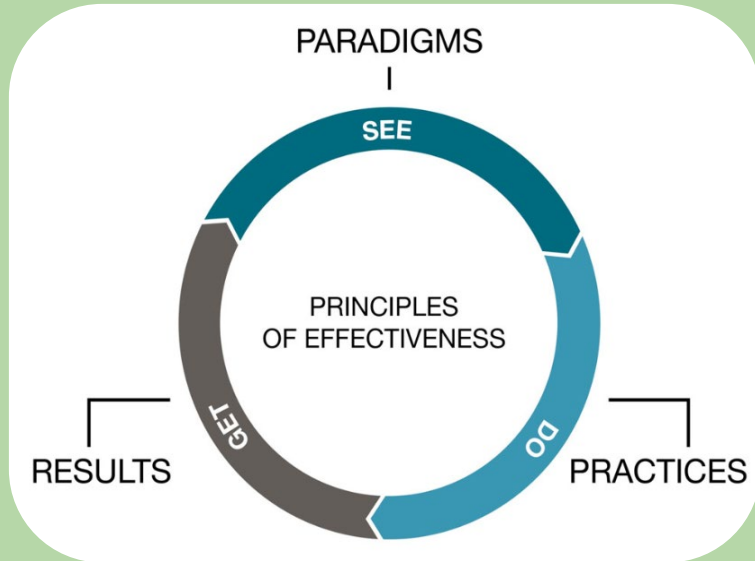 PARADIGMS
SEE
PRINCIPLES
OF EFFECTIVENESS
GET
DO
RESULTS
PRACTICES